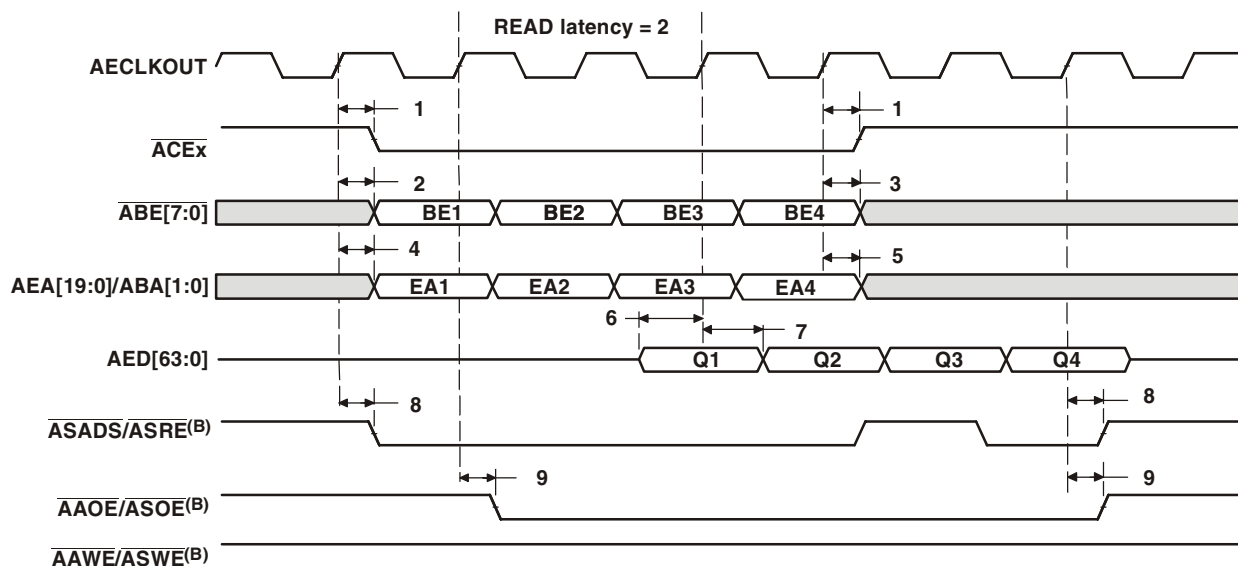 READ latency = 2
AECLKOUT
1 1
ACEx
2 3
ABE[7:0] BE1 BE2 BE3 BE4
4 5
AEA[19:0]/ABA[1:0] EA1 EA2 EA3 EA4
6 7
AED[63:0] Q1 Q2 Q3 Q4
8 8
ASADS/ASRE(B)
9 9
AAOE/ASOE(B)
AAWE/ASWE(B)